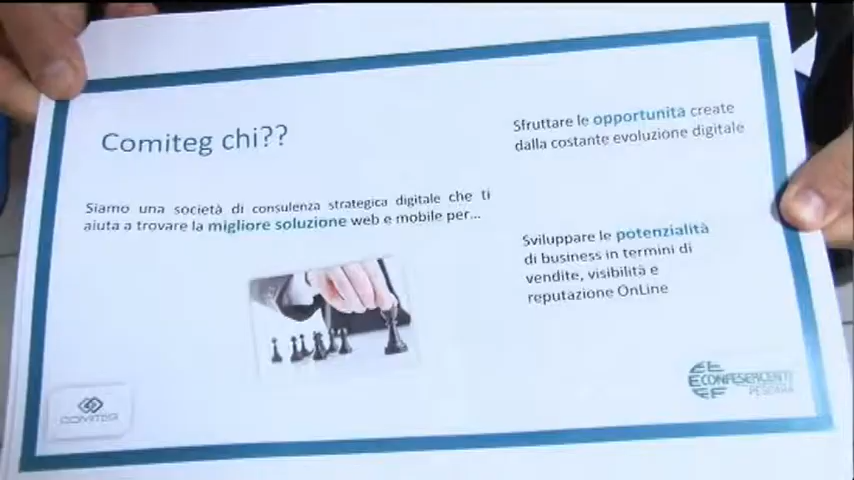 Comiteg chi??
Siamo una società di consulenza strategica digitale che ti
aiuta a trovare la migliore soluzione web e mobile per...
Sfruttare le opportunità create
dalla costante evoluzione digitale
Sviluppare le potenzialità
di business in termini di
vendite, visibilità e
reputazione OnLine
COMITEG
CONFESERCENTI